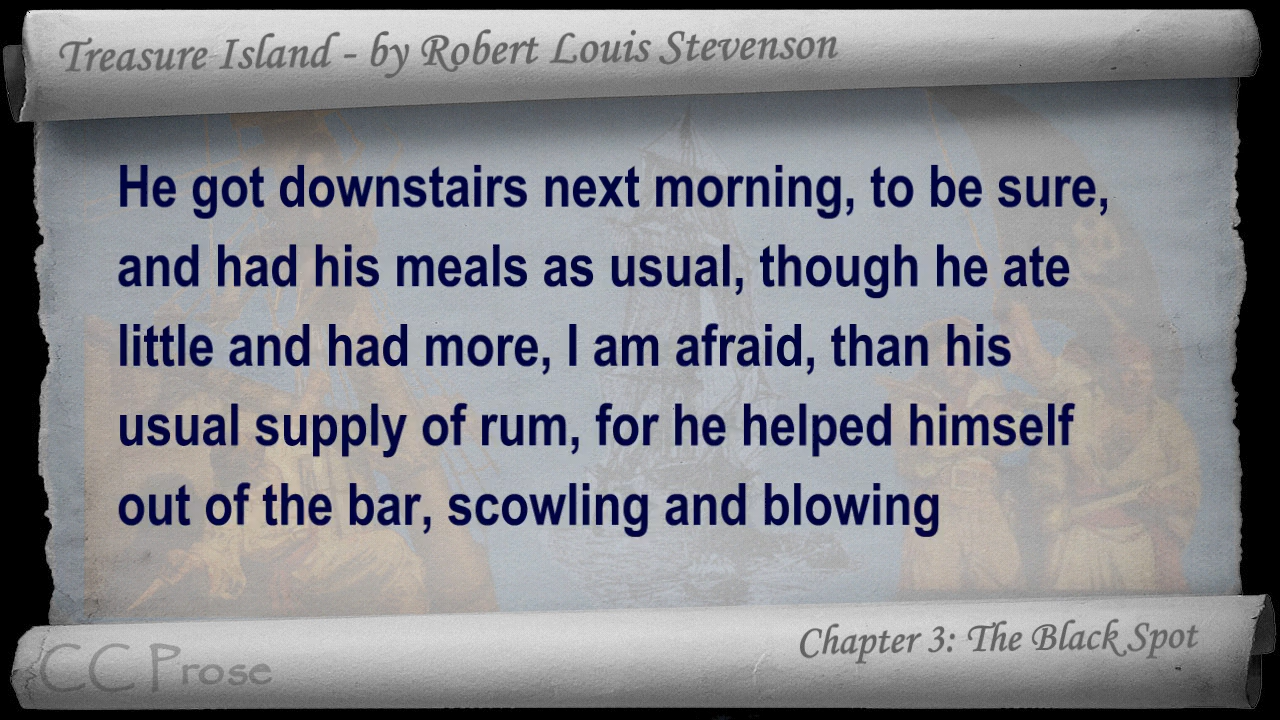 Treasure Island - by Robert Louis Stevenson
He got downstairs next morning, to be sure,
and had his meals as usual, though he ate
little and had more, I am afraid, than his
usual supply of rum, for he helped himself
out of the bar, scowling and blowing
Chapter 3: The Black Spot
CC Prose